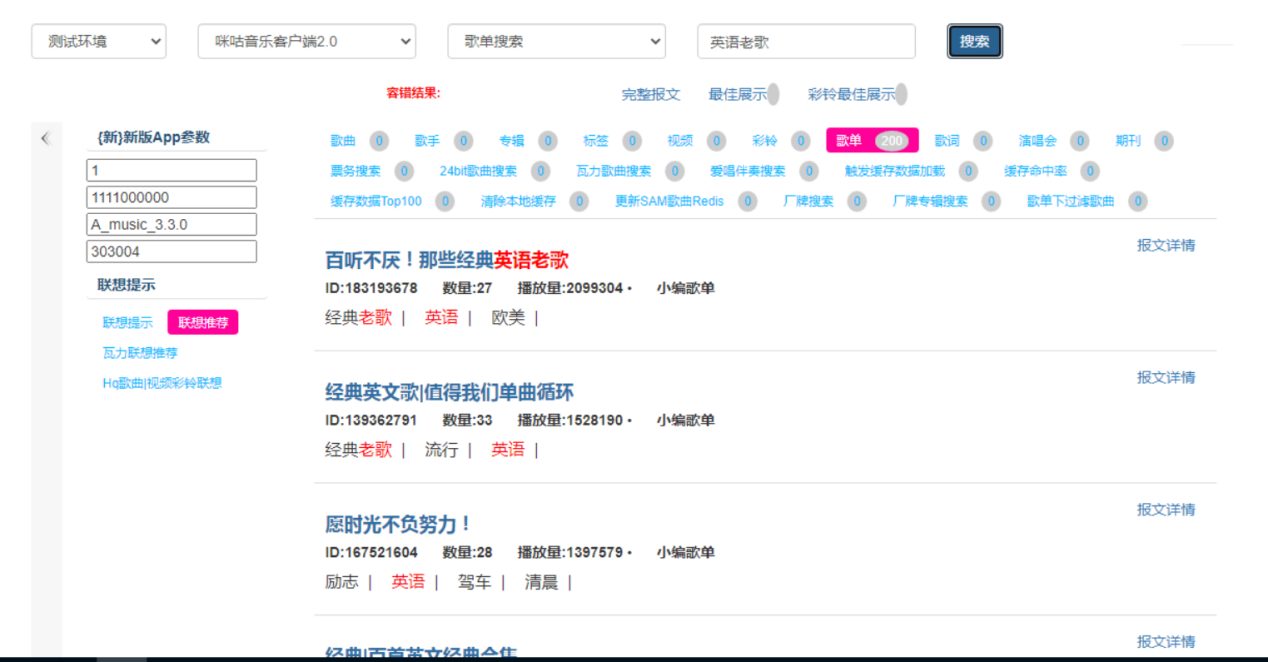 测试环境 咪咕音乐客户端2.0 歌单搜索 英语老歌 搜索
容错结果: 完整报文 最佳展示 彩铃最佳展示
{新}新版App参数
1
1111000000
A_music_3.3.0
303004
联想提示
联想提示 联想推荐
瓦力联想推荐
Hq歌曲|视频彩铃联想
歌曲 0 歌手 0 专辑 0 标签 0 视频 0 彩铃 0 歌单 200 歌词 0 演唱会 0 期刊 0
票务搜索 0 24bit歌曲搜索 0 瓦力歌曲搜索 0 爱唱伴奏搜索 0 触发缓存数据加载 0 缓存命中率 0
缓存数据Top100 0 清除本地缓存 0 更新SAM歌曲Redis 0 厂牌搜索 0 厂牌专辑搜索 0 歌单下过滤歌曲 0
报文详情
百听不厌！那些经典英语老歌
ID:183193678 数量:27 播放量:2099304 · 小编歌单
经典老歌 | 英语 | 欧美 |
报文详情
经典英文歌|值得我们单曲循环
ID:139362791 数量:33 播放量:1528190 · 小编歌单
经典老歌 | 流行 | 英语 |
报文详情
愿时光不负努力！
ID:167521604 数量:28 播放量:1397579 · 小编歌单
励志 | 英语 | 驾车 | 清晨 |
报文详情
经典|百首英文经典合集